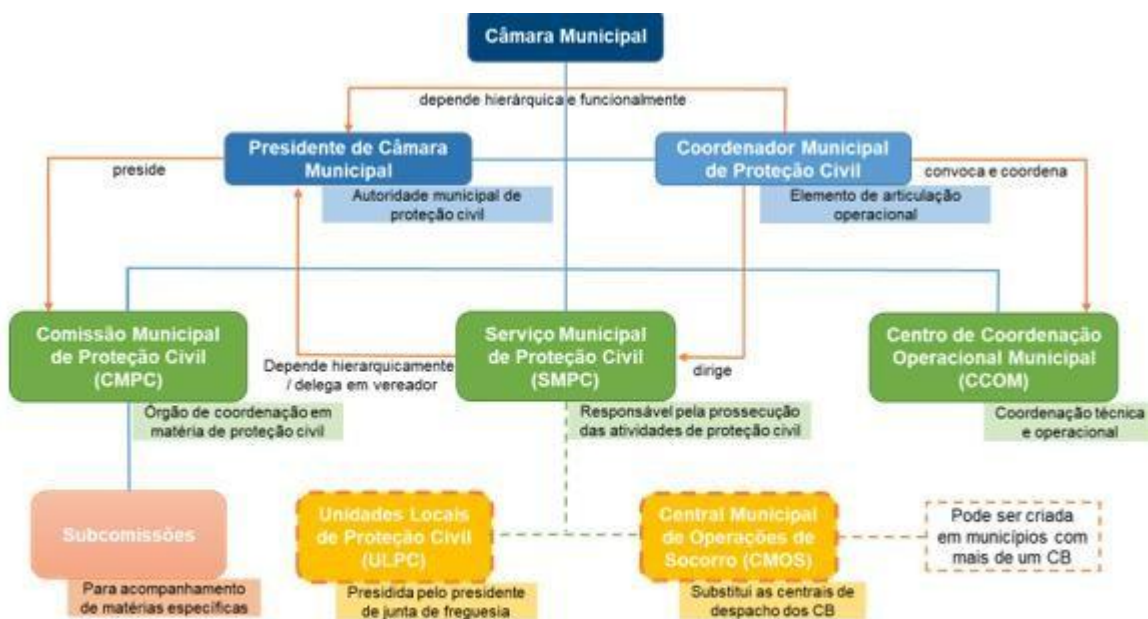 Câmara Municipal
depende hierárquica e funcionalmente
Presidente de Câmara
Municipal
Coordenador Municipal
de Proteção Civil
preside
convoca e coordena
Autoridade municipal de
proteção civil
Elemento de articulação
operacional
Comissão Municipal
de Proteção Civil
(CMPC)
Serviço Municipal
de Proteção Civil
(SMPC)
Centro de Coordenação
Operacional Municipal
(CCOM)
Depende hierarquicamente
/ delega em vereador
dirige
Órgão de coordenação em
matéria de proteção civil
Responsável pela prossecução
das atividades de proteção civil
Coordenação técnica
e operacional
Subcomissões
Unidades Locais
de Proteção Civil
(ULPC)
Central Municipal
de Operações de
Socorro (CMOS)
Pode ser criada
em municípios com
mais de um CB
Para acompanhamento
de matérias específicas
Presidida pelo presidente
de junta de freguesia
Substitui as centrais de
despacho dos CB